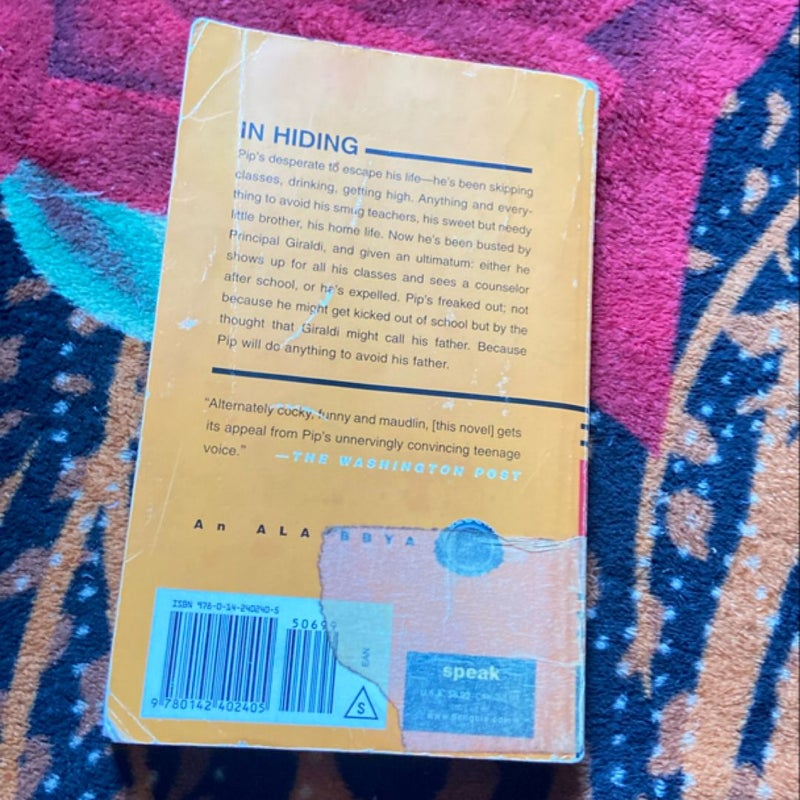 IN HIDING
Pip's desperate to escape his life—he's been skipping
classes, drinking, getting high. Anything and every-
thing to avoid his smug teachers, his sweet but needy
little brother, his home life. Now he's been busted by
Principal Giraldi, and given an ultimatum: either he
shows up for all his classes and sees a counselor
after school, or he's expelled. Pip's freaked out; not
because he might get kicked out of school but by the
thought that Giraldi might call his father. Because
Pip will do anything to avoid his father.
"Alternately cocky, funny and maudlin, [this novel] gets
its appeal from Pip's unnervingly convincing teenage
voice." —THE WASHINGTON POST
An ALA BBYA
ISBN 978-0-14-240240-5
50699
EAN
9 780142 402405
S
speak